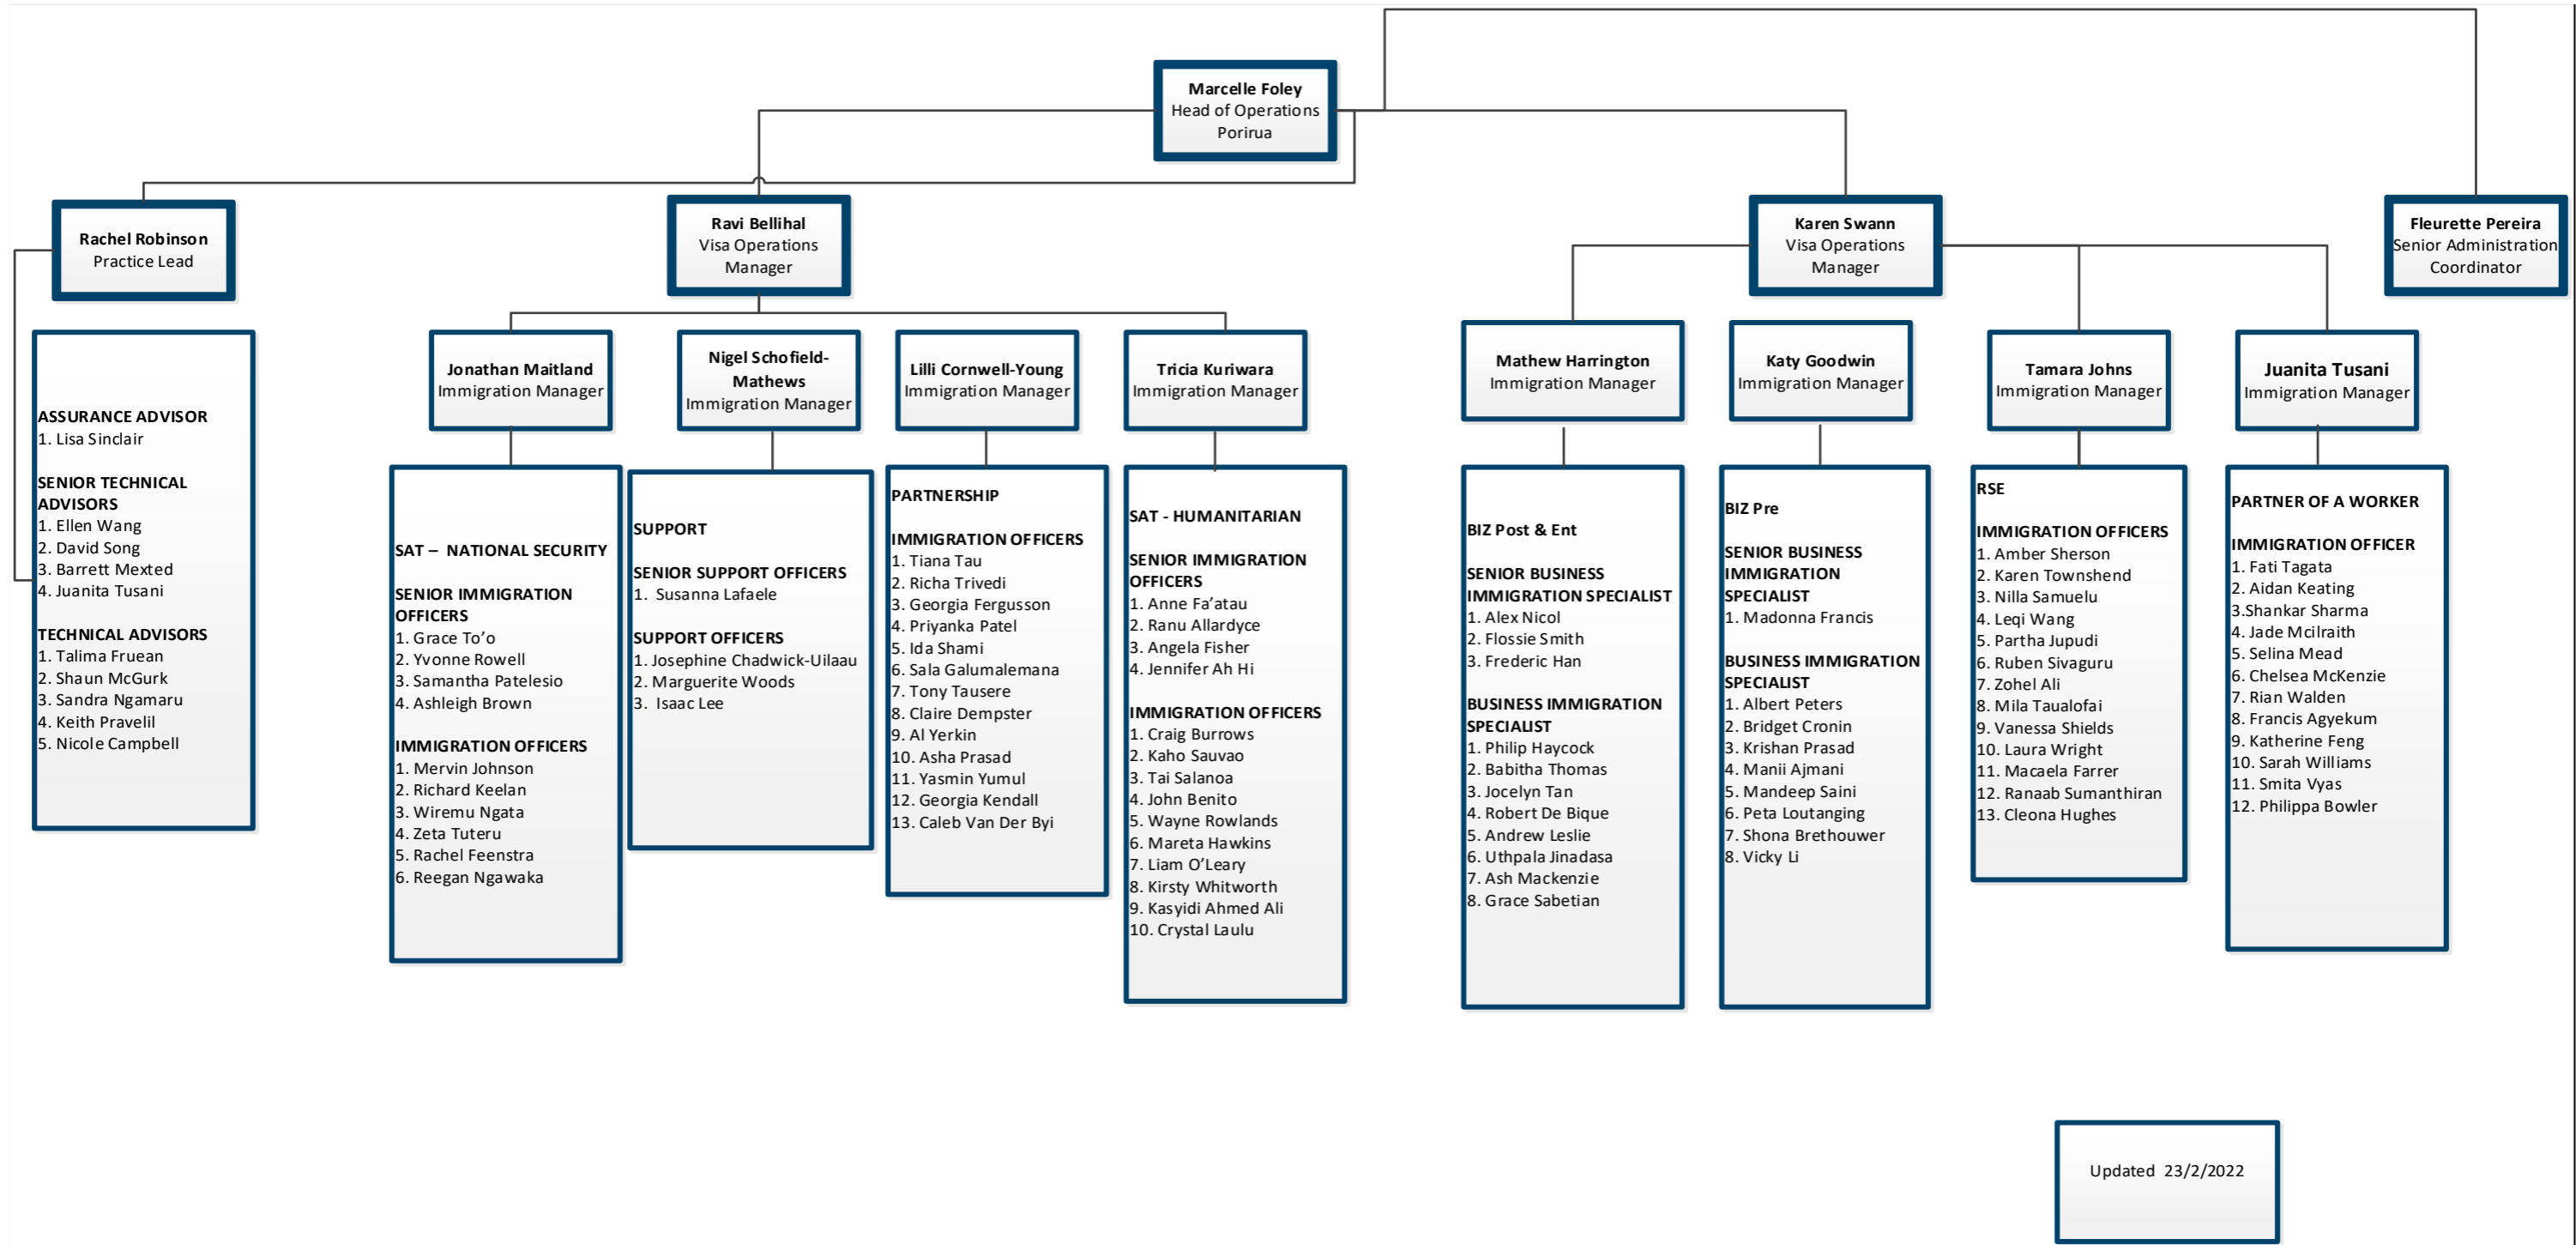 Marcelle Foley
Head of Operations
Porirua
Rachel Robinson
Practice Lead
Ravi Bellihal
Visa Operations
Manager
Karen Swann
Visa Operations
Manager
Fleurette Pereira
Senior Administration
Coordinator
ASSURANCE ADVISOR
1. Lisa Sinclair
SENIOR TECHNICAL
ADVISORS
1. Ellen Wang
2. David Song
3. Barrett Mexted
4. Juanita Tusani
TECHNICAL ADVISORS
1. Talima Fruean
2. Shaun McGurk
3. Sandra Ngamaru
4. Keith Pravelil
5. Nicole Campbell
Jonathan Maitland
Immigration Manager
SAT – NATIONAL SECURITY
SENIOR IMMIGRATION
OFFICERS
1. Grace To’o
2. Yvonne Rowell
3. Samantha Patelesio
4. Ashleigh Brown
IMMIGRATION OFFICERS
1. Mervin Johnson
2. Richard Keelan
3. Wiremu Ngata
4. Zeta Tuteru
5. Rachel Feenstra
6. Reegan Ngawaka
Nigel Schofield-
Mathews
Immigration Manager
SUPPORT
SENIOR SUPPORT OFFICERS
1. Susanna Lafaele
SUPPORT OFFICERS
1. Josephine Chadwick-Uilaau
2. Marguerite Woods
3. Isaac Lee
Lilli Cornwell-Young
Immigration Manager
PARTNERSHIP
IMMIGRATION OFFICERS
1. Tiana Tau
2. Richa Trivedi
3. Georgia Fergusson
4. Priyanka Patel
5. Ida Shami
6. Sala Galumalemana
7. Tony Tausere
8. Claire Dempster
9. Al Yerkin
10. Asha Prasad
11. Yasmin Yumul
12. Georgia Kendall
13. Caleb Van Der Byi
Tricia Kuriwara
Immigration Manager
SAT - HUMANITARIAN
SENIOR IMMIGRATION
OFFICERS
1. Anne Fa’atau
2. Ranu Allardyce
3. Angela Fisher
4. Jennifer Ah Hi
IMMIGRATION OFFICERS
1. Craig Burrows
2. Kaho Sauvao
3. Tai Salanoa
4. John Benito
5. Wayne Rowlands
6. Mareta Hawkins
7. Liam O’Leary
8. Kirsty Whitworth
9. Kasyidi Ahmed Ali
10. Crystal Laulu
Mathew Harrington
Immigration Manager
BIZ Post & Ent
SENIOR BUSINESS
IMMIGRATION SPECIALIST
1. Alex Nicol
2. Flossie Smith
3. Frederic Han
BUSINESS IMMIGRATION
SPECIALIST
1. Philip Haycock
2. Babitha Thomas
3. Jocelyn Tan
4. Robert De Bique
5. Andrew Leslie
6. Uthpala Jinadasa
7. Ash Mackenzie
8. Grace Sabetian
Katy Goodwin
Immigration Manager
BIZ Pre
SENIOR BUSINESS
IMMIGRATION
SPECIALIST
1. Madonna Francis
BUSINESS IMMIGRATION
SPECIALIST
1. Albert Peters
2. Bridget Cronin
3. Krishan Prasad
4. Manii Ajmani
5. Mandeep Saini
6. Peta Loutanging
7. Shona Brethouwer
8. Vicky Li
Tamara Johns
Immigration Manager
RSE
IMMIGRATION OFFICERS
1. Amber Sherson
2. Karen Townshend
3. Nilla Samuelu
4. Leqi Wang
5. Partha Jupudi
6. Ruben Sivaguru
7. Zohel Ali
8. Mila Taualofai
9. Vanessa Shields
10. Laura Wright
11. Macaela Farrer
12. Ranaab Sumanthiran
13. Cleona Hughes
Juanita Tusani
Immigration Manager
PARTNER OF A WORKER
IMMIGRATION OFFICER
1. Fati Tagata
2. Aidan Keating
3.Shankar Sharma
4. Jade Mcilraith
5. Selina Mead
6. Chelsea McKenzie
7. Rian Walden
8. Francis Agyekum
9. Katherine Feng
10. Sarah Williams
11. Smita Vyas
12. Philippa Bowler
Updated 23/2/2022